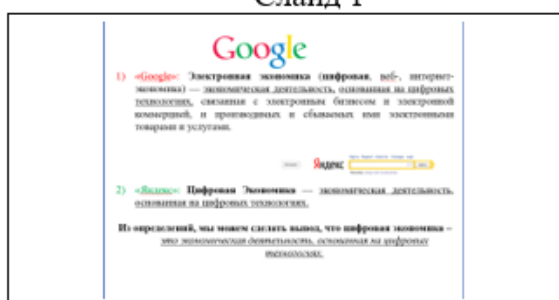 Слайд 1
Google
1) «Google»: Электронная экономика (цифровая, веб-, интернет-
экономика) — экономическая деятельность, основанная на цифровых
технологиях, связанная с электронным бизнесом и электронной
коммерцией, и производимых и сбываемых ими электронными
товарами и услугами.
Яндекс
2) «Яндекс»: Цифровая Экономика — экономическая деятельность,
основанная на цифровых технологиях.
Из определений, мы можем сделать вывод, что цифровая экономика –
это экономическая деятельность, основанная на цифровых
технологиях.